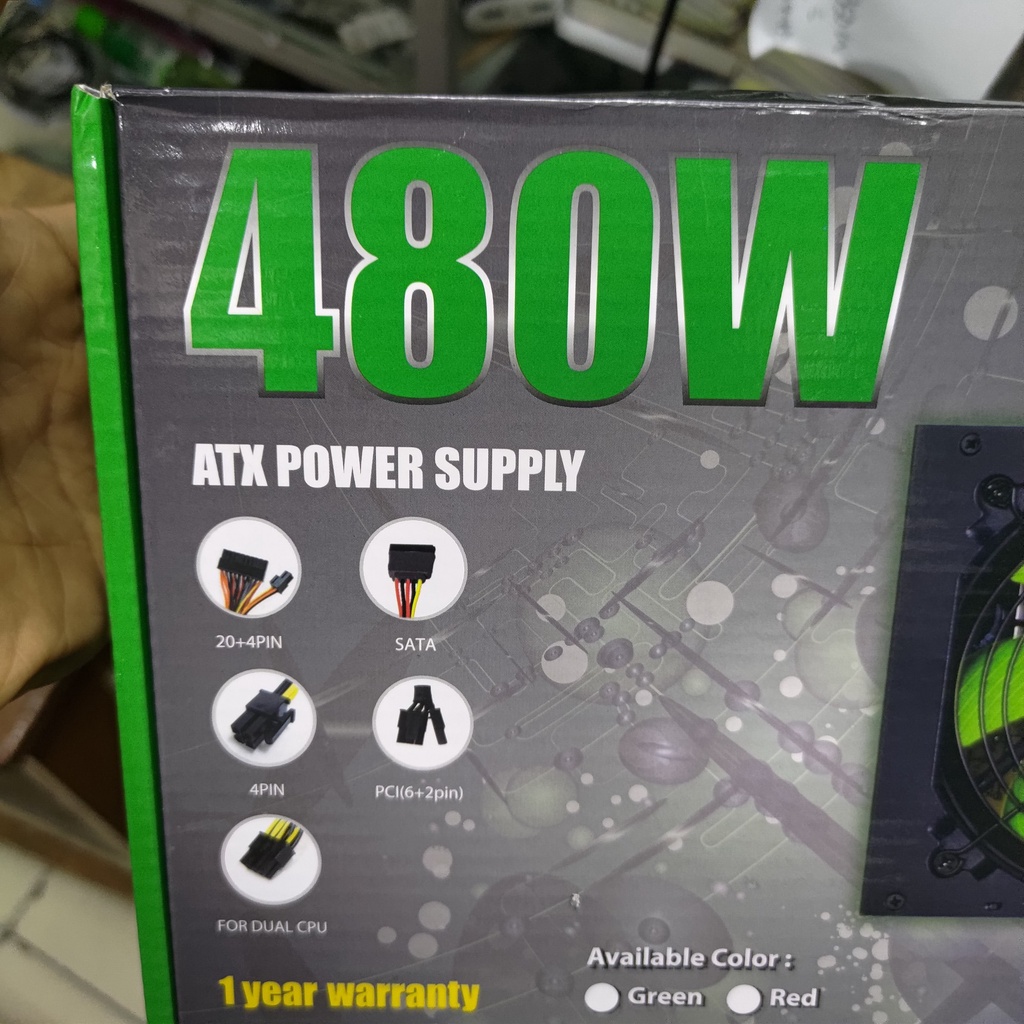 480W
ATX POWER SUPPLY
20+4PIN
SATA
4PIN
PCI(6+2pin)
FOR DUAL CPU
1 year warranty
Available Color :
Green
Red